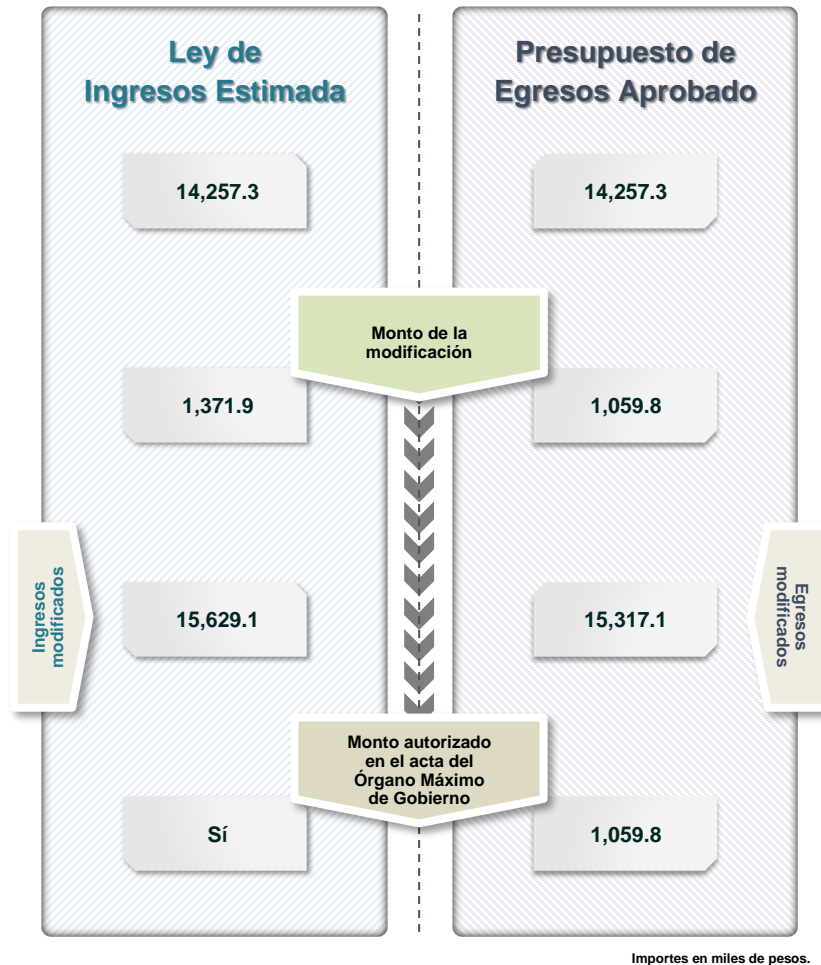 Ley de
Ingresos Estimada
Presupuesto de
Egresos Aprobado
14,257.3
14,257.3
Monto de la
modificación
1,371.9
1,059.8
Ingresos
modificados
15,629.1
15,317.1
Egresos
modificados
Monto autorizado
en el acta del
Órgano Máximo
de Gobierno
Sí
1,059.8
Importes en miles de pesos.